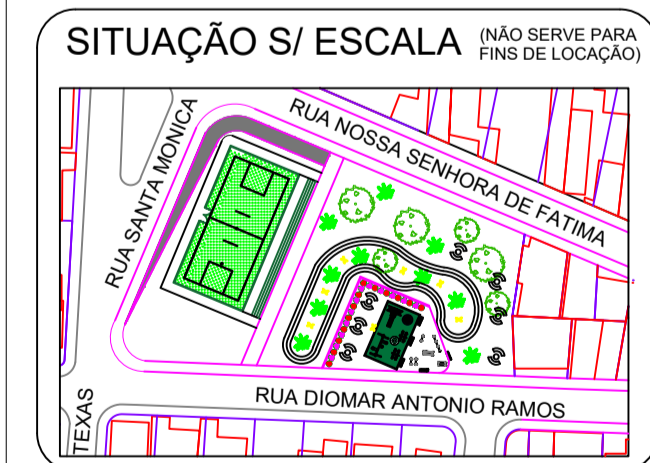 SITUAÇÃO S/ ESCALA (NÃO SERVE PARA
FINS DE LOCAÇÃO)
RUA SANTA MONICA
RUA NOSSA SENHORA DE FATIMA
RUA DIOMAR ANTONIO RAMOS
TEXAS